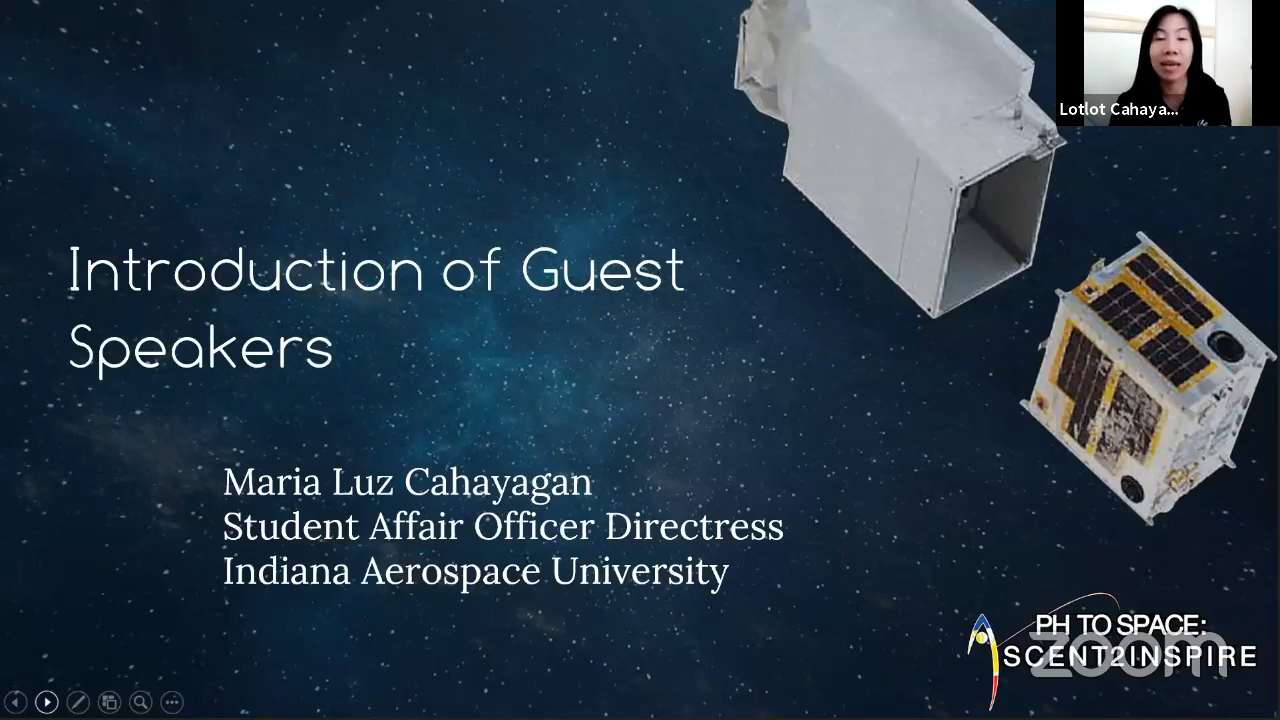 Lotlot Cahaya...
Introduction of Guest
Speakers
Maria Luz Cahayagan
Student Affair Officer Directress
Indiana Aerospace University
PH TO SPACE:
SCENT2INSPIRE
zoom